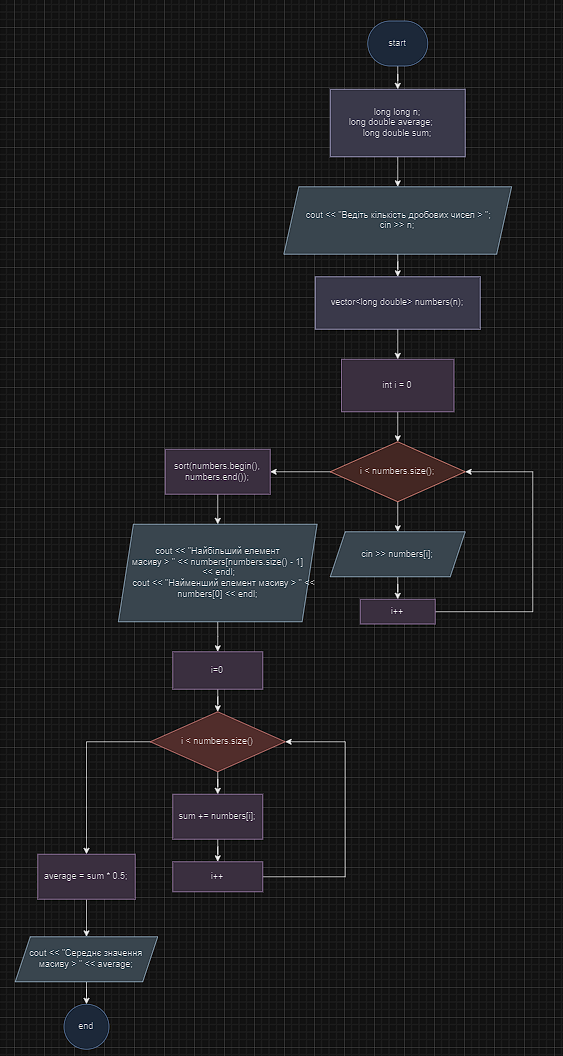 start
long long n;
long double average;
long double sum;
cout << "Ведіть кількість дробових чисел > ";
cin >> n;
vector<long double> numbers(n);
int i = 0
i < numbers.size();
sort(numbers.begin(),
numbers.end());
cin >> numbers[i];
i++
cout << "Найбільший елемент
масиву > " << numbers[numbers.size() - 1]
<< endl;
cout << "Найменший елемент масиву > " <<
numbers[0] << endl;
i=0
i < numbers.size()
sum += numbers[i];
i++
average = sum * 0.5;
cout << "Середнє значення
масиву > " << average;
end